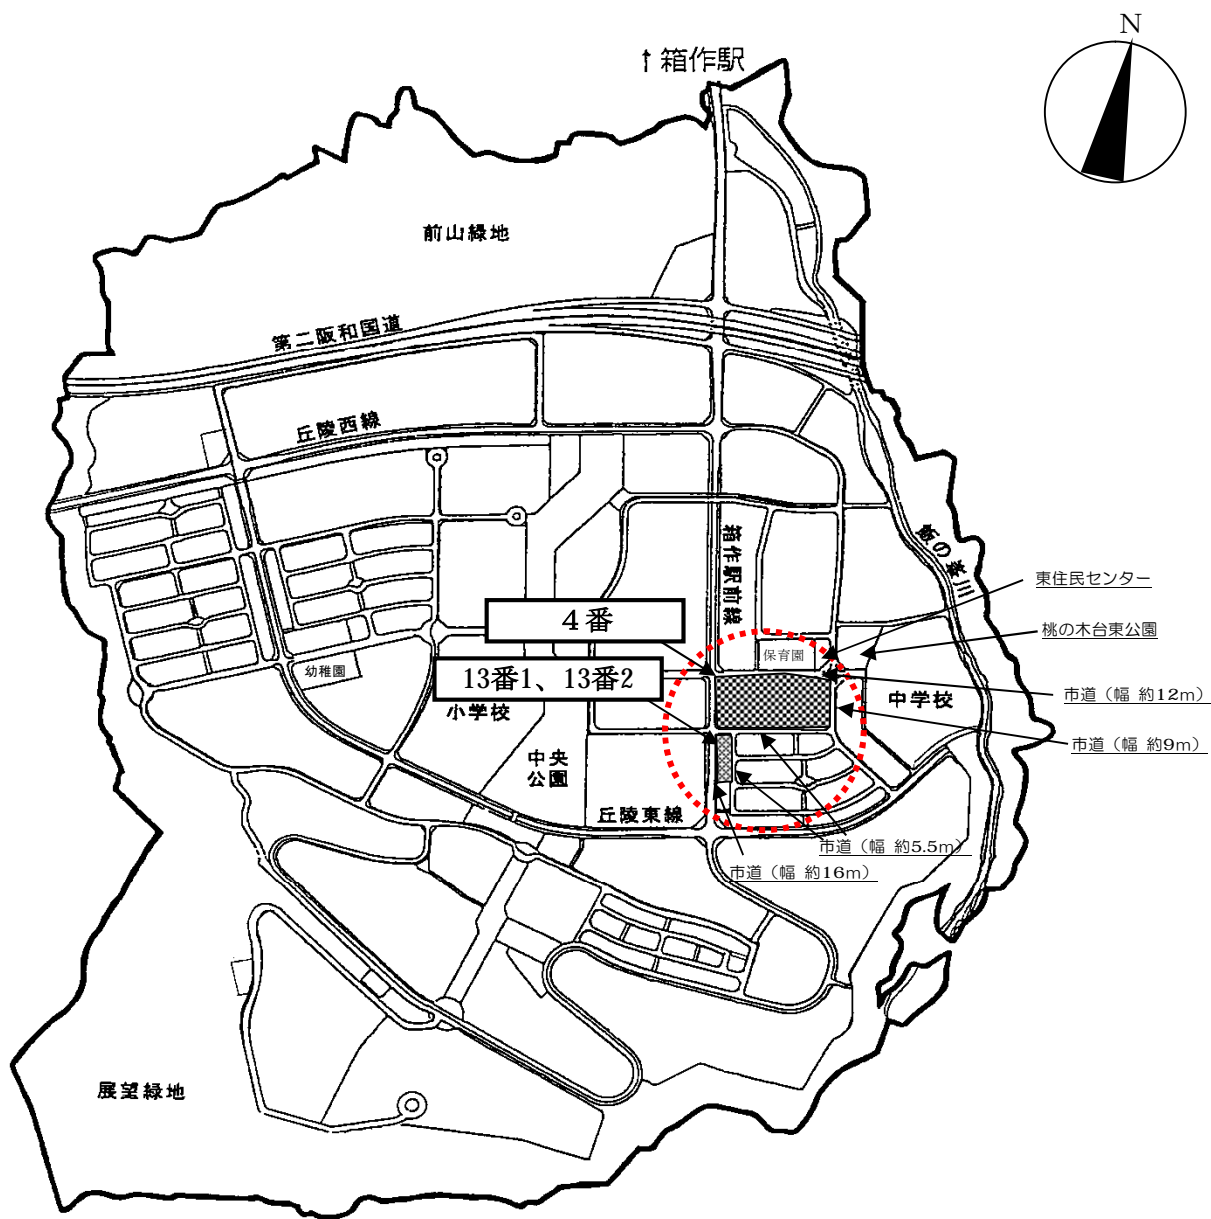 N
↑箱作駅
前山緑地
第二阪和国道
丘陵西線
箱作駅前線
飯の峯川
東住民センター
4番
桃の木台東公園
保育園
幼稚園
13番1、13番2
市道（幅 約12m）
中学校
小学校
市道（幅 約9m）
中央
公園
丘陵東線
市道（幅 約5.5m）
市道（幅 約16m）
展望緑地